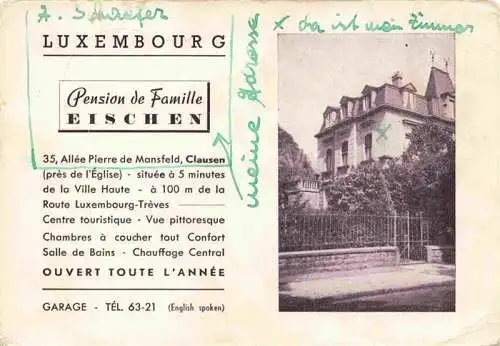 A. Schaefer
x da ist mein Zimmer
LUXEMBOURG
meine Adresse
Pension de Famille
EISCHEN
35, Allée Pierre de Mansfeld, Clausen
(près de l'Église) - située à 5 minutes
de la Ville Haute - à 100 m de la
Route Luxembourg-Trèves
Centre touristique - Vue pittoresque
Chambres à coucher tout Confort
Salle de Bains - Chauffage Central
OUVERT TOUTE L'ANNÉE
GARAGE - TÉL. 63-21 (English spoken)